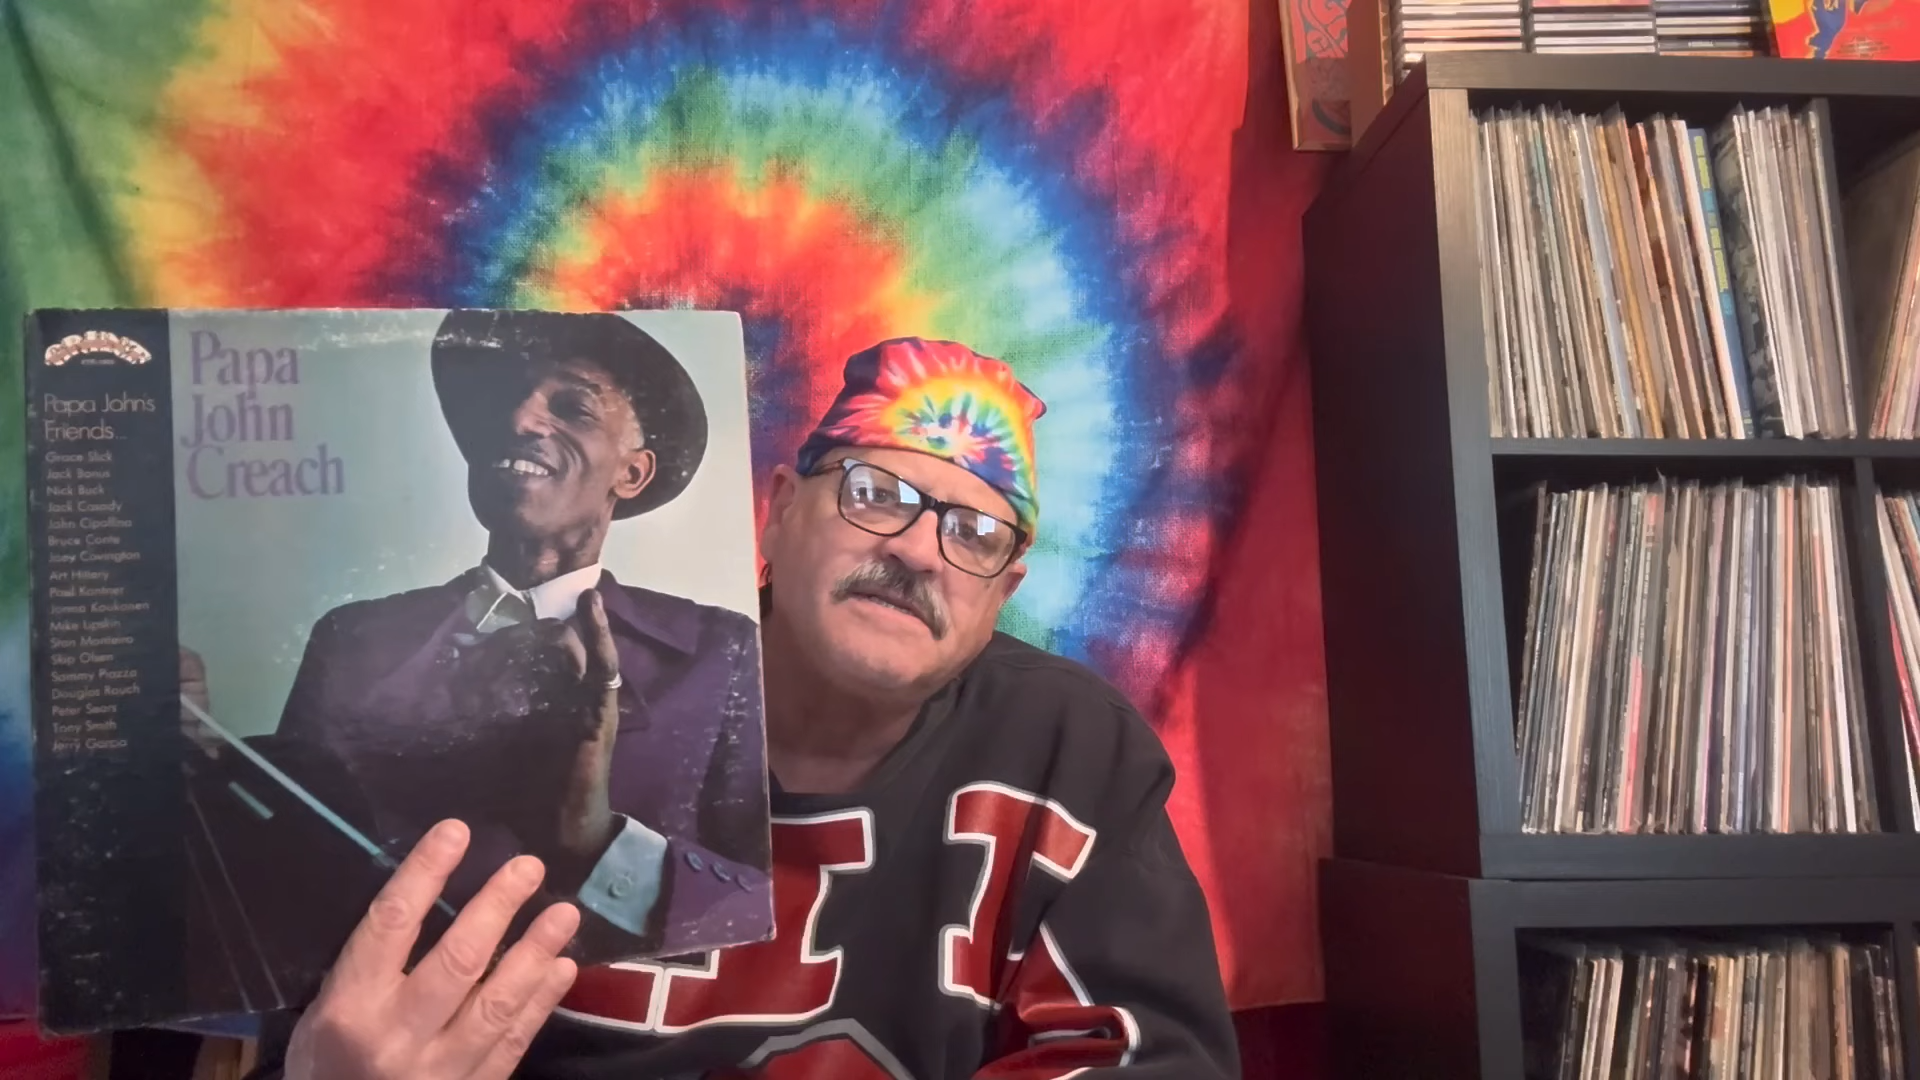 GRUNT
Papa John's
Friends...
Grace Slick
Jack Bonus
Nick Buck
Jack Casady
John Cipollina
Bruce Conte
Joey Covington
Art Hillery
Paul Kantner
Jorma Kaukonen
Mike Lipskin
Stan Monteiro
Skip Olsen
Sammy Piazza
Douglas Rauch
Peter Sears
Tony Smith
Jerry Garcia
Papa
John
Creach